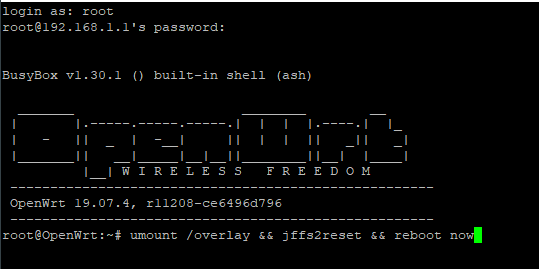 login as: root
root@192.168.1.1's password:
BusyBox v1.30.1 () built-in shell (ash)
OpenWrt
W I R E L E S S   F R E E D O M
OpenWrt 19.07.4, r11208-ce6496d796
root@OpenWrt:~# umount /overlay && jffs2reset && reboot now